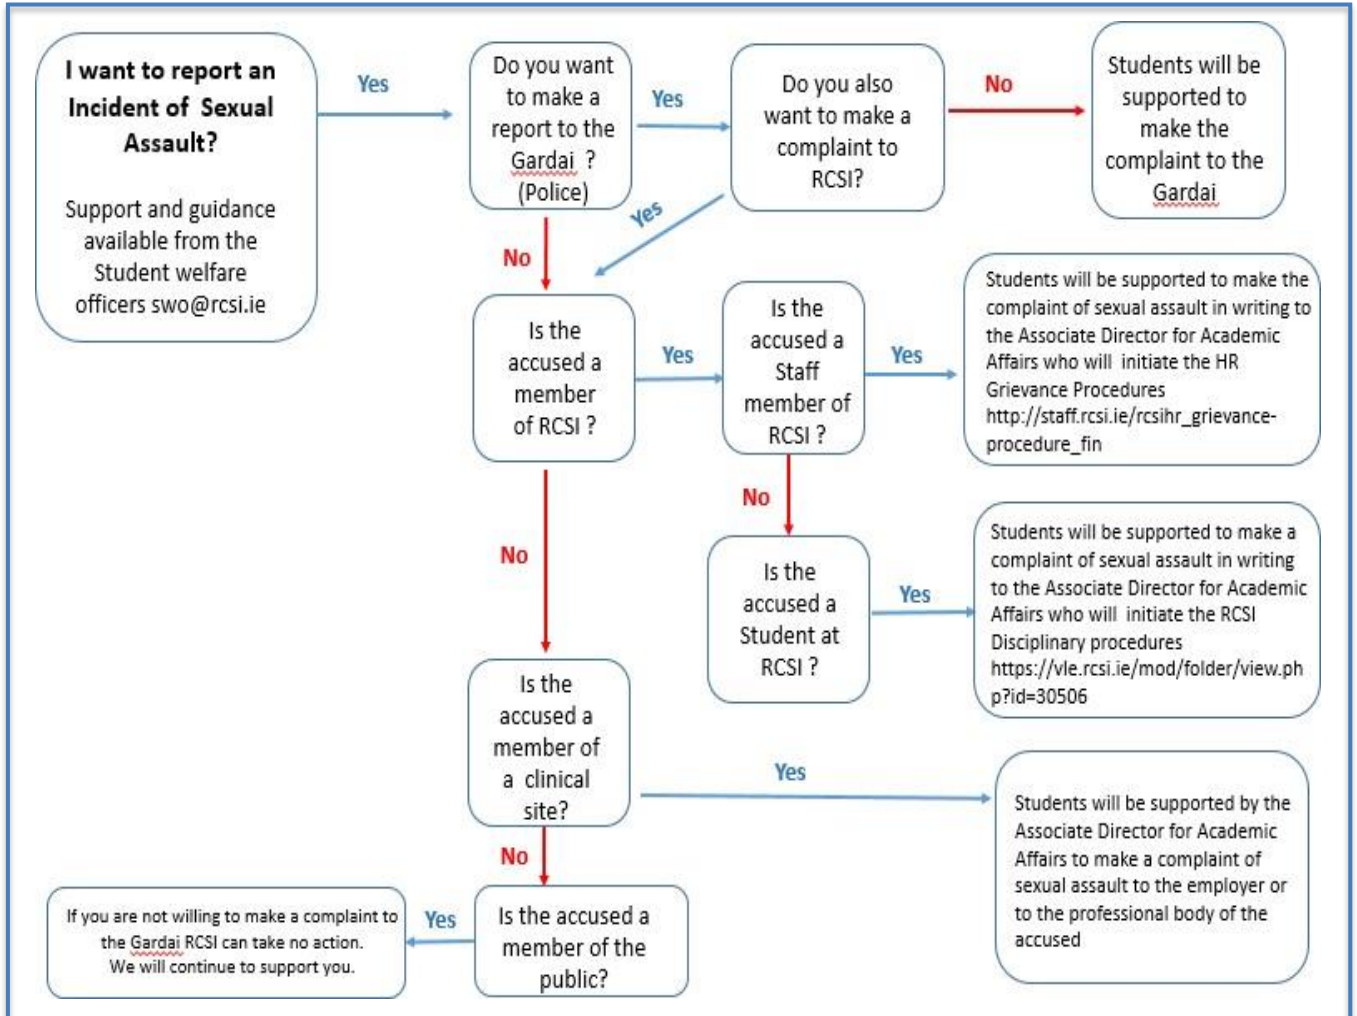 I want to report an
Incident of Sexual
Assault?
Support and guidance
available from the
Student welfare
officers swo@rcsi.ie
Yes
Do you want
to make a
report to the
Gardai ?
(Police)
Yes
Do you also
want to make a
complaint to
RCSI?
No
Students will be
supported to
make the
complaint to the
Gardai
Yes
No
Is the
accused a
member
of RCSI ?
Yes
Is the
accused a
Staff
member of
RCSI ?
Yes
Students will be supported to make the
complaint of sexual assault in writing to
the Associate Director for Academic
Affairs who will initiate the HR
Grievance Procedures
http://staff.rcsi.ie/rcsihr_grievance-
procedure_fin
No
No
Is the
accused a
Student at
RCSI ?
Yes
Students will be supported to make a
complaint of sexual assault in writing
to the Associate Director for Academic
Affairs who will initiate the RCSI
Disciplinary procedures
https://vle.rcsi.ie/mod/folder/view.ph
p?id=30506
Is the
accused a
member of
a clinical
site?
Yes
Students will be supported by the
Associate Director for Academic
Affairs to make a complaint of
sexual assault to the employer or
to the professional body of the
accused
No
Is the accused a
member of the
public?
Yes
If you are not willing to make a complaint to
the Gardai RCSI can take no action.
We will continue to support you.